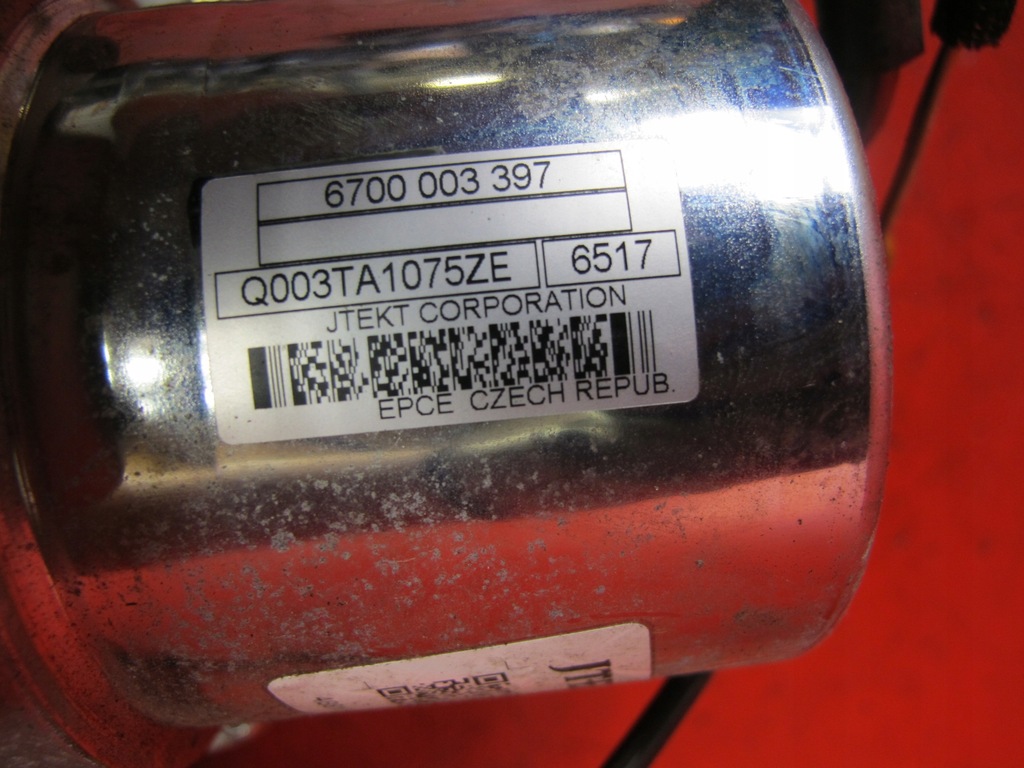 6700 003 397
Q003TA1075ZE 6517
JTEKT CORPORATION
EPCE CZECH REPUB.